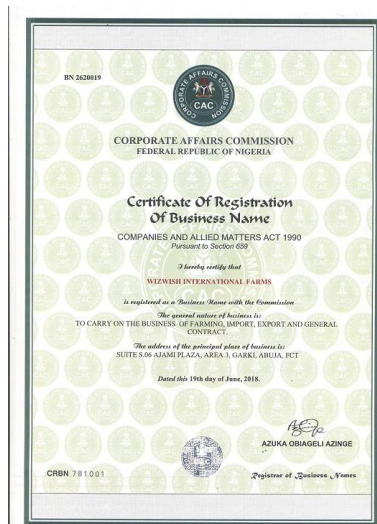 BN 2620019
CORPORATE AFFAIRS COMMISSION
CAC
CORPORATE AFFAIRS COMMISSION
FEDERAL REPUBLIC OF NIGERIA
Certificate Of Registration
Of Business Name
COMPANIES AND ALLIED MATTERS ACT 1990
Pursuant to Section 659
I hereby certify that
WIZWISH INTERNATIONAL FARMS
is registered as a Business Name with the Commission
The general nature of business is:
TO CARRY ON THE BUSINESS OF FARMING, IMPORT, EXPORT AND GENERAL
CONTRACT.
The address of the principal place of business is:
SUITE S.06 AJAMI PLAZA, AREA 3, GARKI, ABUJA, FCT
Dated this 19th day of June, 2018.
AZUKA OBIAGELI AZINGE
CRBN 781001
Registrar of Business Names